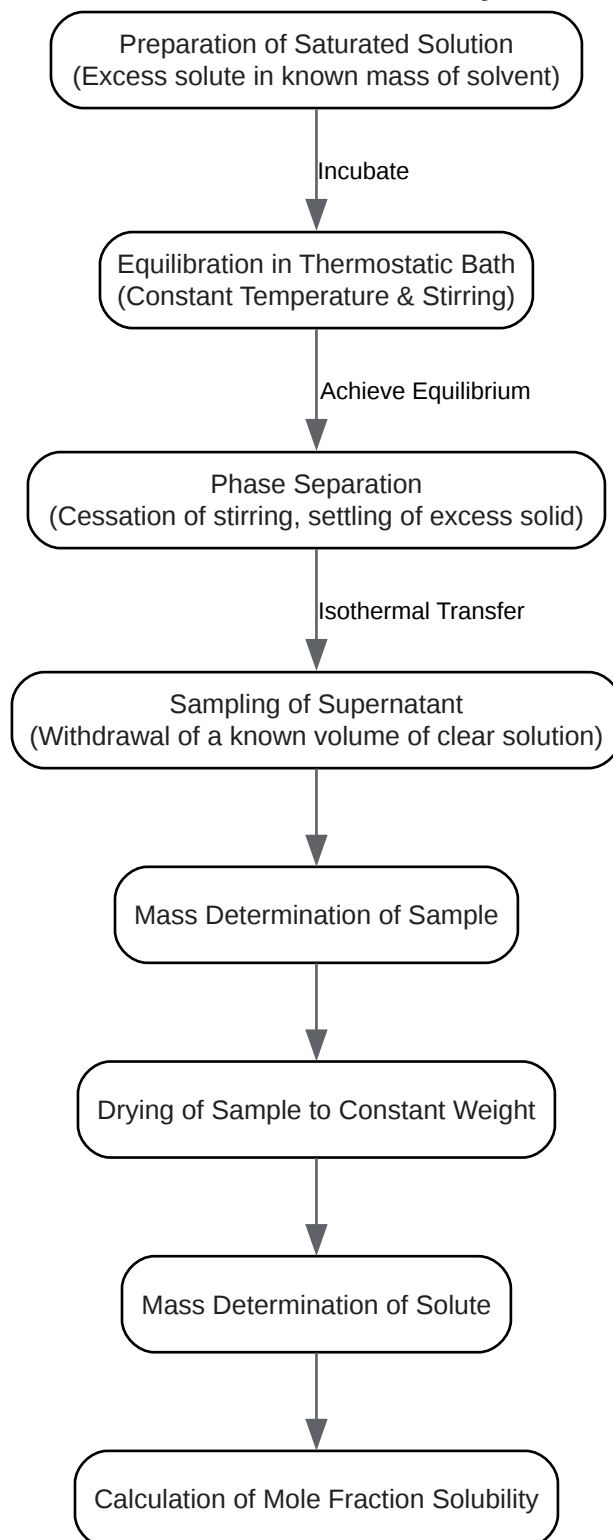 Preparation of Saturated Solution
(Excess solute in known mass of solvent)
Incubate
Equilibration in Thermostatic Bath
(Constant Temperature & Stirring)
Achieve Equilibrium
Phase Separation
(Cessation of stirring, settling of excess solid)
Isothermal Transfer
Sampling of Supernatant
(Withdrawal of a known volume of clear solution)
Mass Determination of Sample
Drying of Sample to Constant Weight
Mass Determination of Solute
Calculation of Mole Fraction Solubility